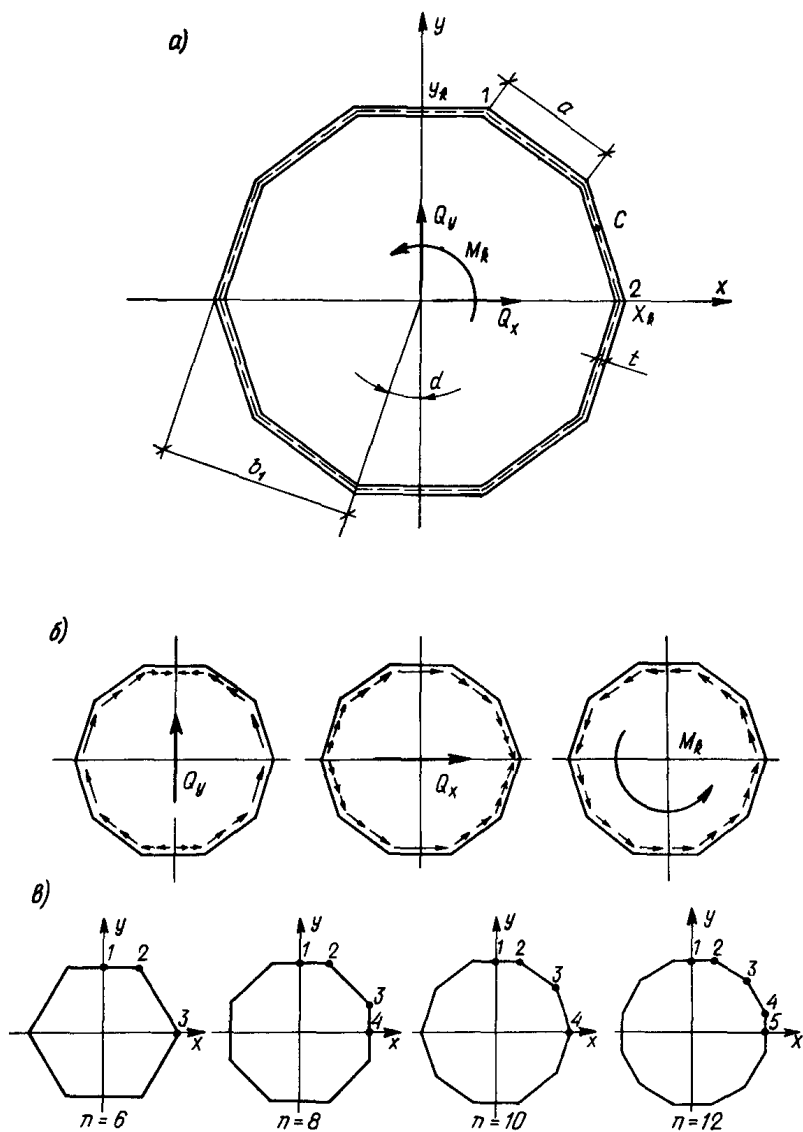 а)
y
y_k
1
a
C
Q_y
M_k
2
x
Q_x
X_k
t
d
b_1
б)
Q_y
Q_x
M_k
в)
y
1 2
3
x
n=6
y
1 2
3
4
x
n=8
y
1 2
3
4
x
n=10
y
1 2
3
4
5
x
n=12